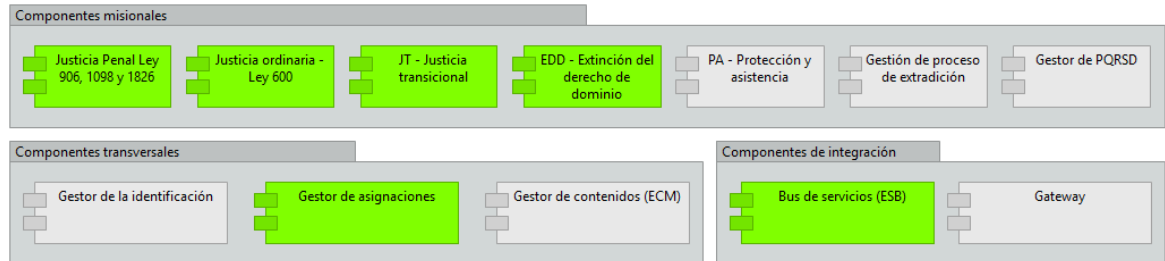 Componentes misionales
Justicia Penal Ley
906, 1098 y 1826
Justicia ordinaria -
Ley 600
JT - Justicia
transicional
EDD - Extinción del
derecho de
dominio
PA - Protección y
asistencia
Gestión de proceso
de extradición
Gestor de PQRSD
Componentes transversales
Gestor de la identificación
Gestor de asignaciones
Gestor de contenidos (ECM)
Componentes de integración
Bus de servicios (ESB)
Gateway